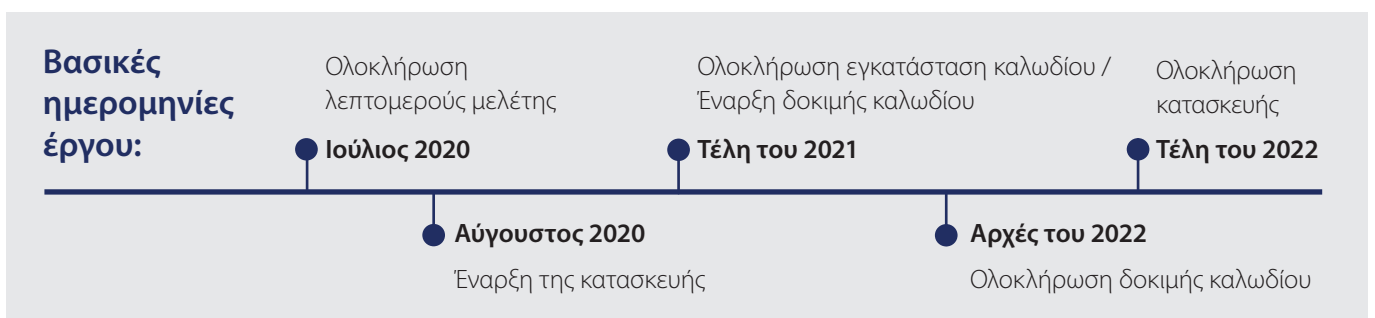 Βασικές
ημερομηνίες
έργου:
Ολοκλήρωση
λεπτομερούς μελέτης
Ιούλιος 2020
Αύγουστος 2020
Έναρξη της κατασκευής
Ολοκλήρωση εγκατάσταση καλωδίου /
Έναρξη δοκιμής καλωδίου
Τέλη του 2021
Αρχές του 2022
Ολοκλήρωση δοκιμής καλωδίου
Ολοκλήρωση
κατασκευής
Τέλη του 2022